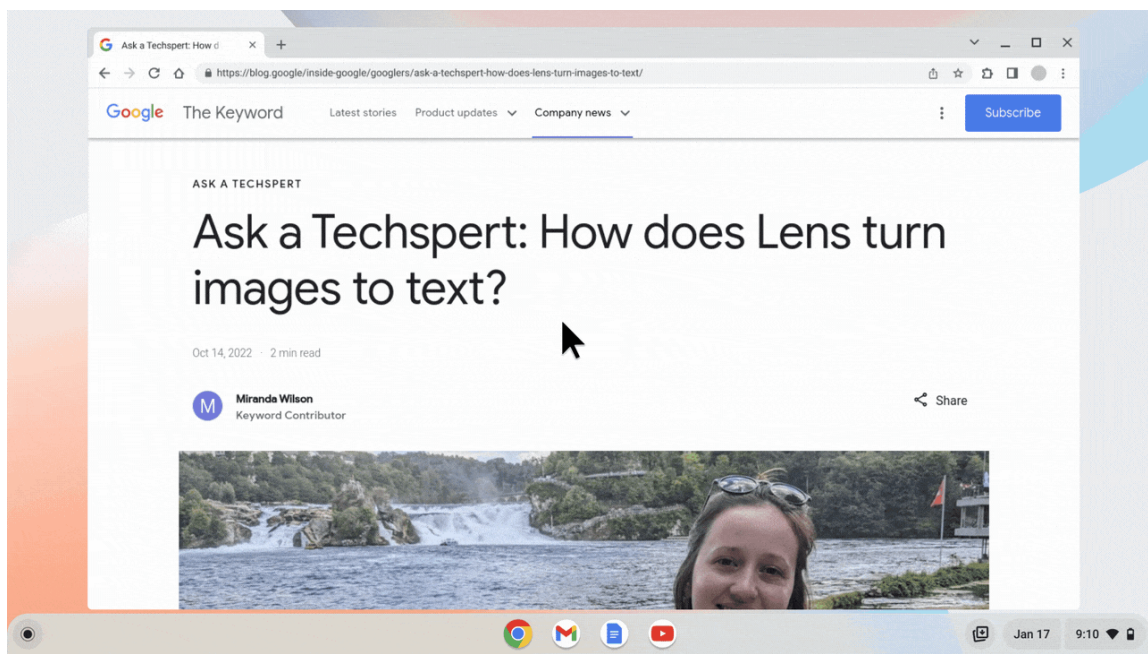 Ask a Techspert: How d
https://blog.google/inside-google/googlers/ask-a-techspert-how-does-lens-turn-images-to-text/
Google The Keyword Latest stories Product updates Company news Subscribe
ASK A TECHSPERT
Ask a Techspert: How does Lens turn
images to text?
Oct 14, 2022 · 2 min read
M
Miranda Wilson
Keyword Contributor
Share
Jan 17 9:10